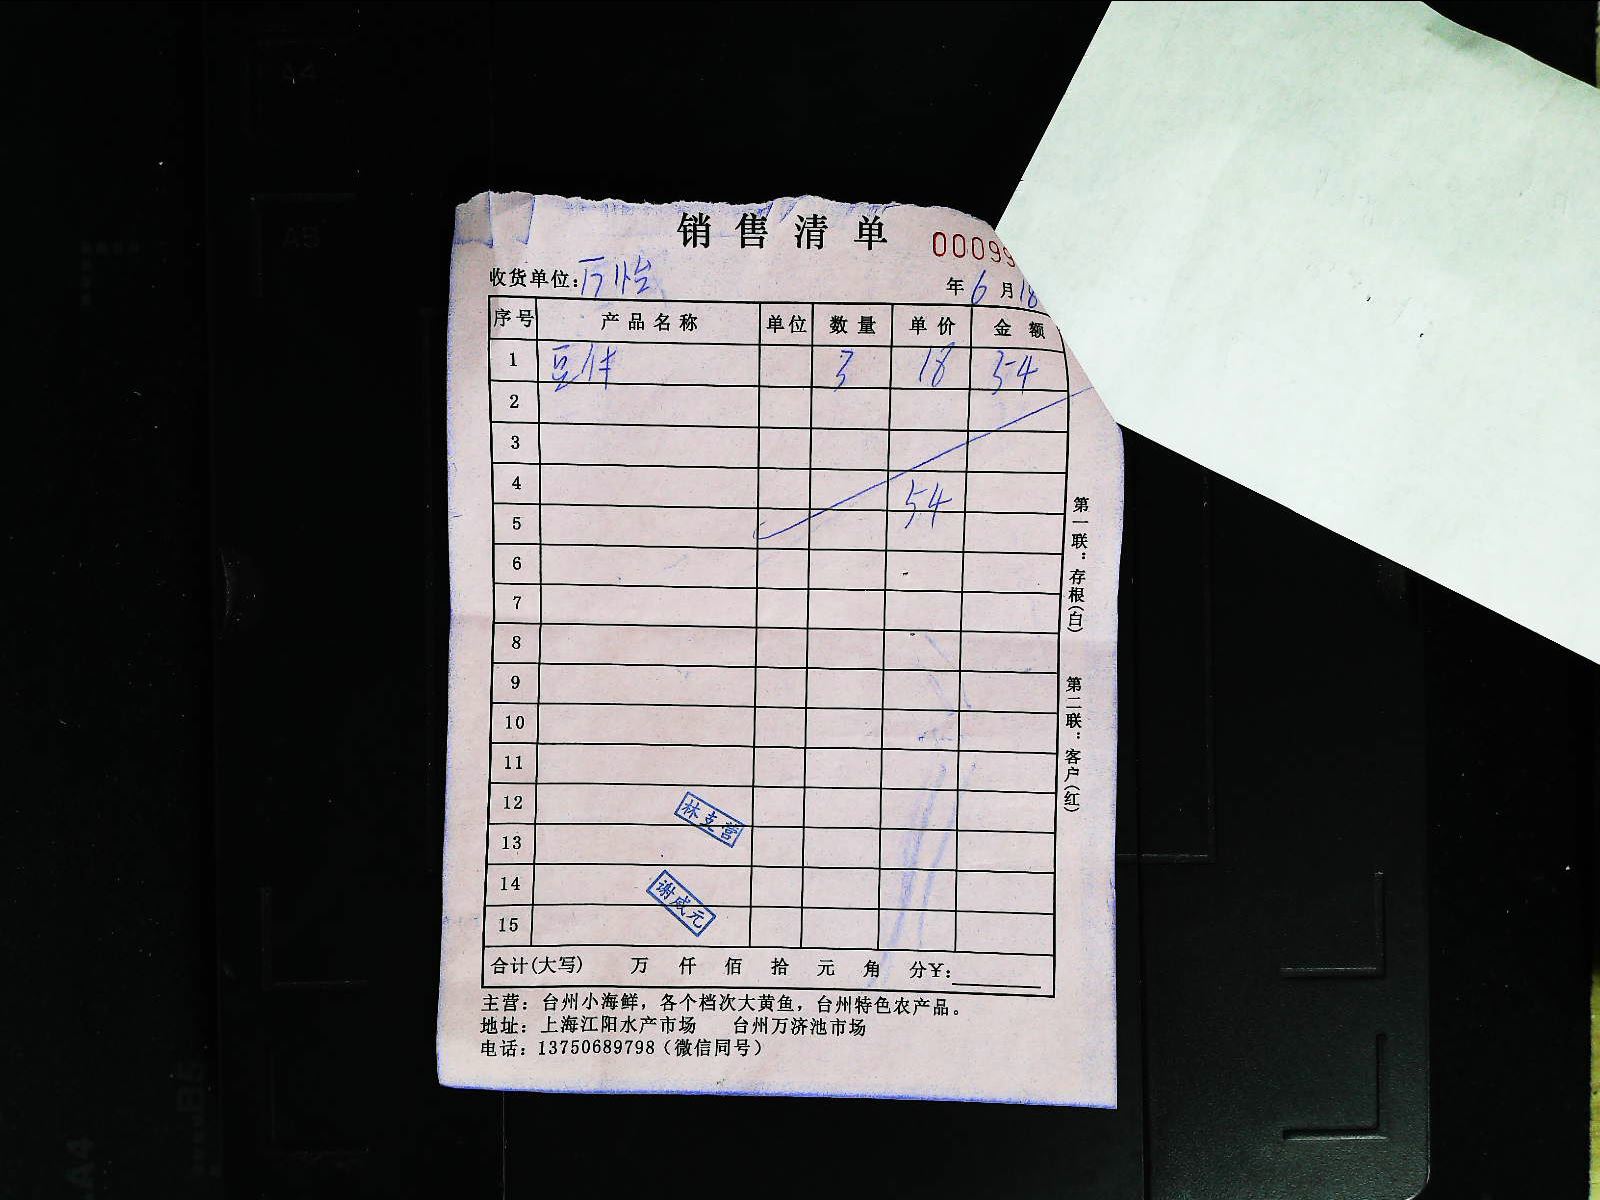 销售清单
00099
收货单位：万怡
年6月18
序号 产品名称 单位 数量 单价 金额
1 豆伴 3 18 54
2
3
4 54
5
6
7
8
9
10
11
12 林立营
13
14 谢咸元
15
合计(大写) 万 仟 佰 拾 元 角 分¥:
主营：台州小海鲜，各个档次大黄鱼，台州特色农产品。
地址：上海江阳水产市场 台州万济池市场
电话：13750689798（微信同号）
第一联：存根(白)
第二联：客户(红)
A4
A5